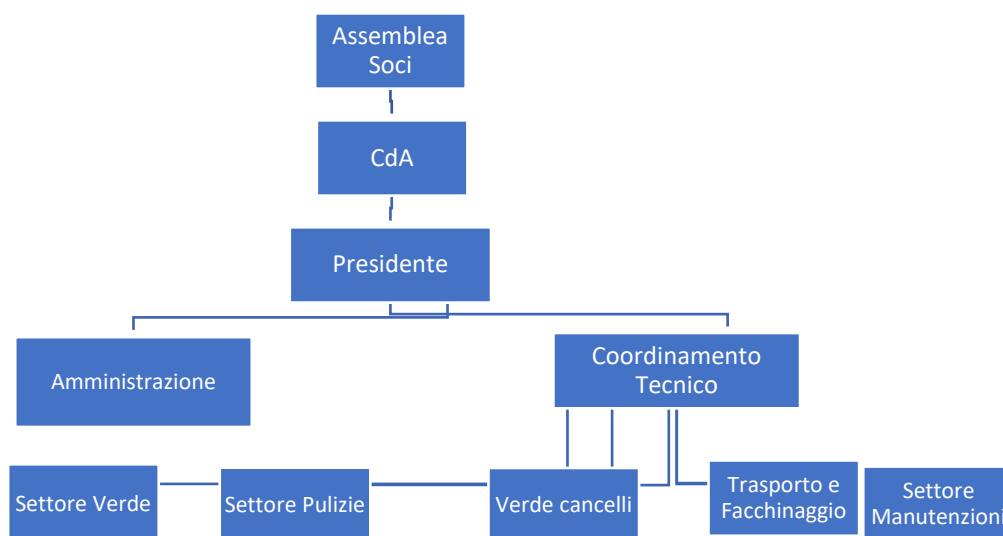 Assemblea
Soci
CdA
Presidente
Amministrazione
Coordinamento
Tecnico
Settore Verde
Settore Pulizie
Verde cancelli
Trasporto e
Facchinaggio
Settore
Manutenzioni